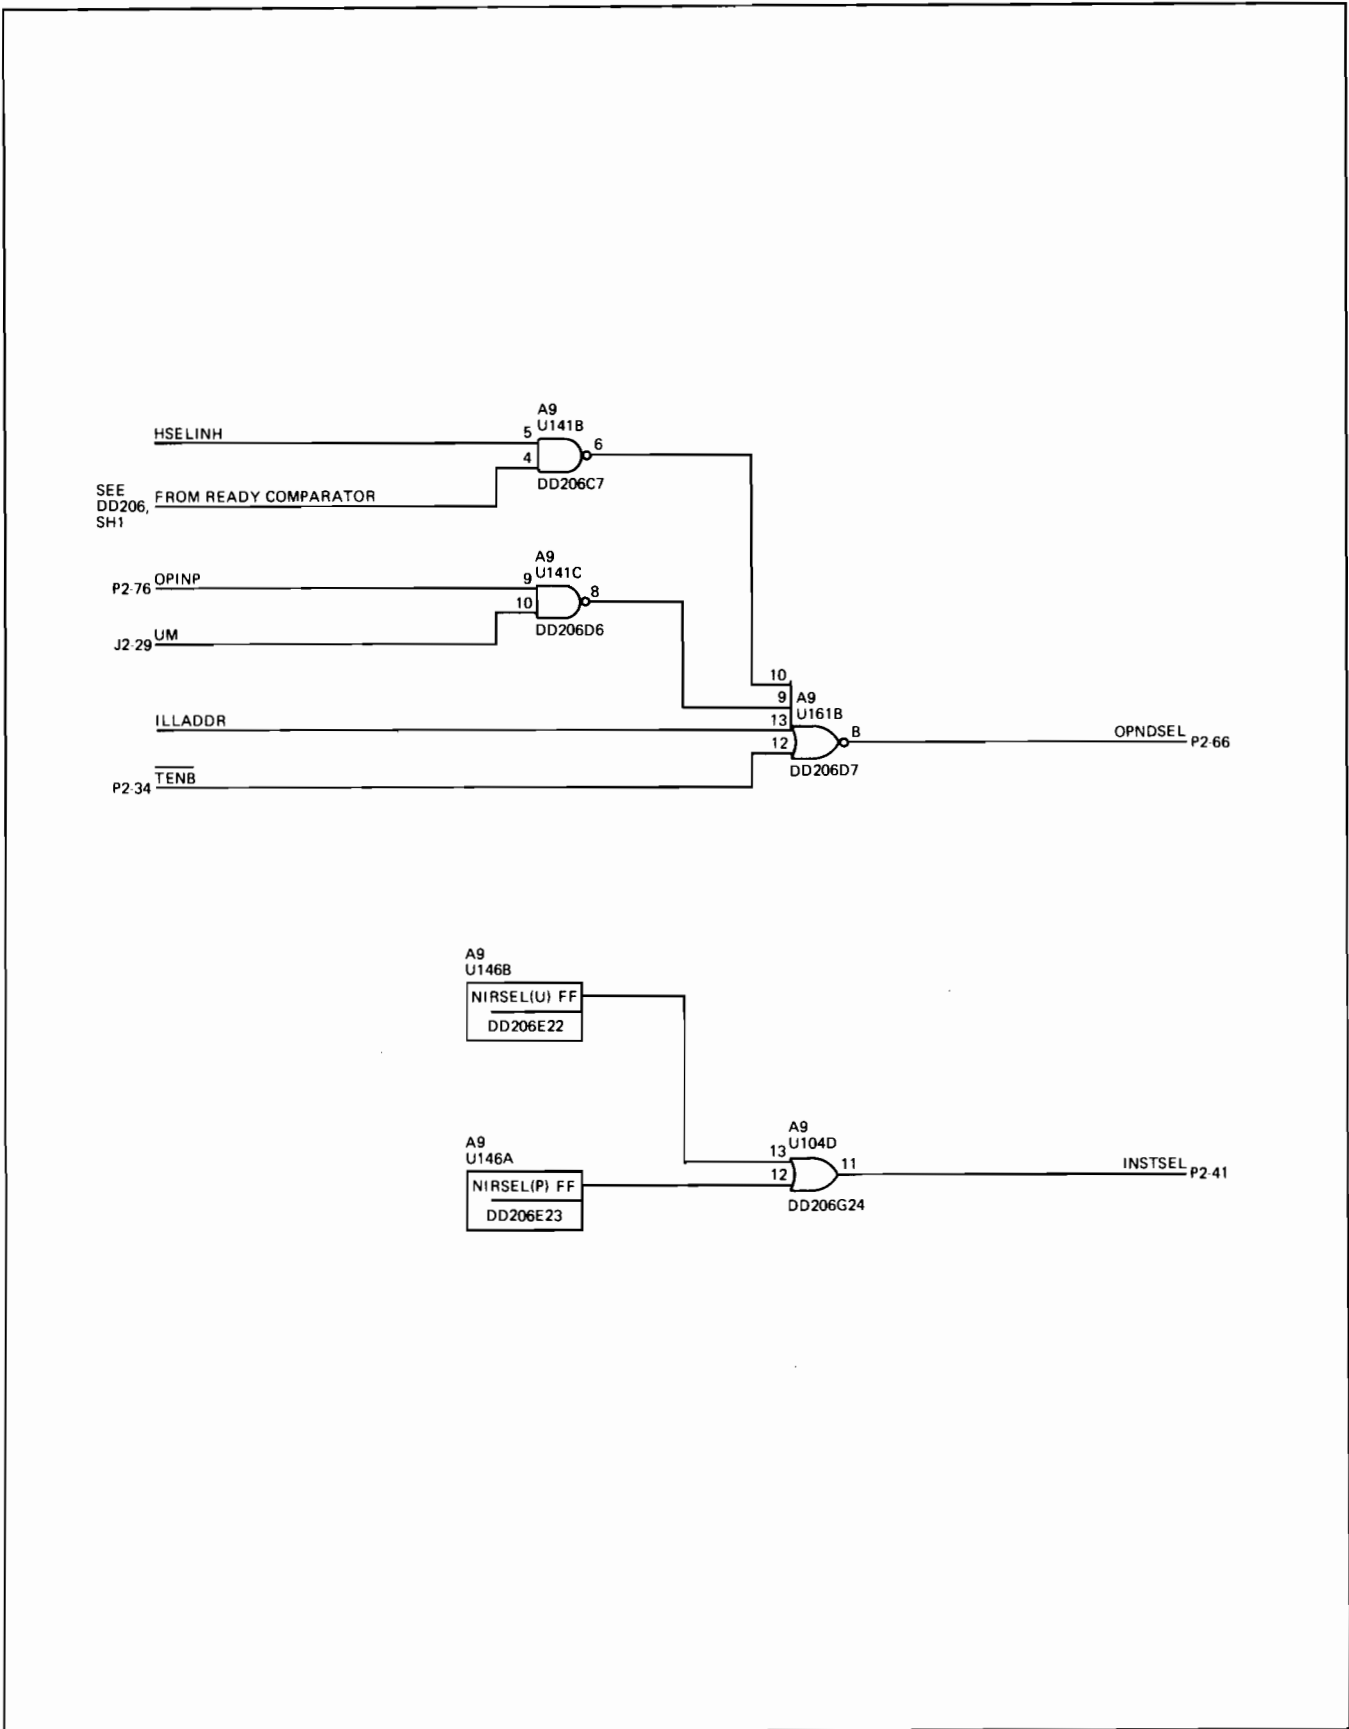 A9
U141B
HSELINH
5
6
4
DD206C7
SEE
DD206,
SH1
FROM READY COMPARATOR
A9
U141C
P2-76 OPINP
9
8
10
DD206D6
J2-29 UM
10
9
A9
U161B
ILLADDR
13
12
B
OPNDSEL P2-66
DD206D7
P2-34 TENB
A9
U146B
NIRSEL(U) FF
DD206E22
A9
U104D
A9
U146A
13
11
INSTSEL P2-41
12
NIRSEL(P) FF
DD206G24
DD206E23